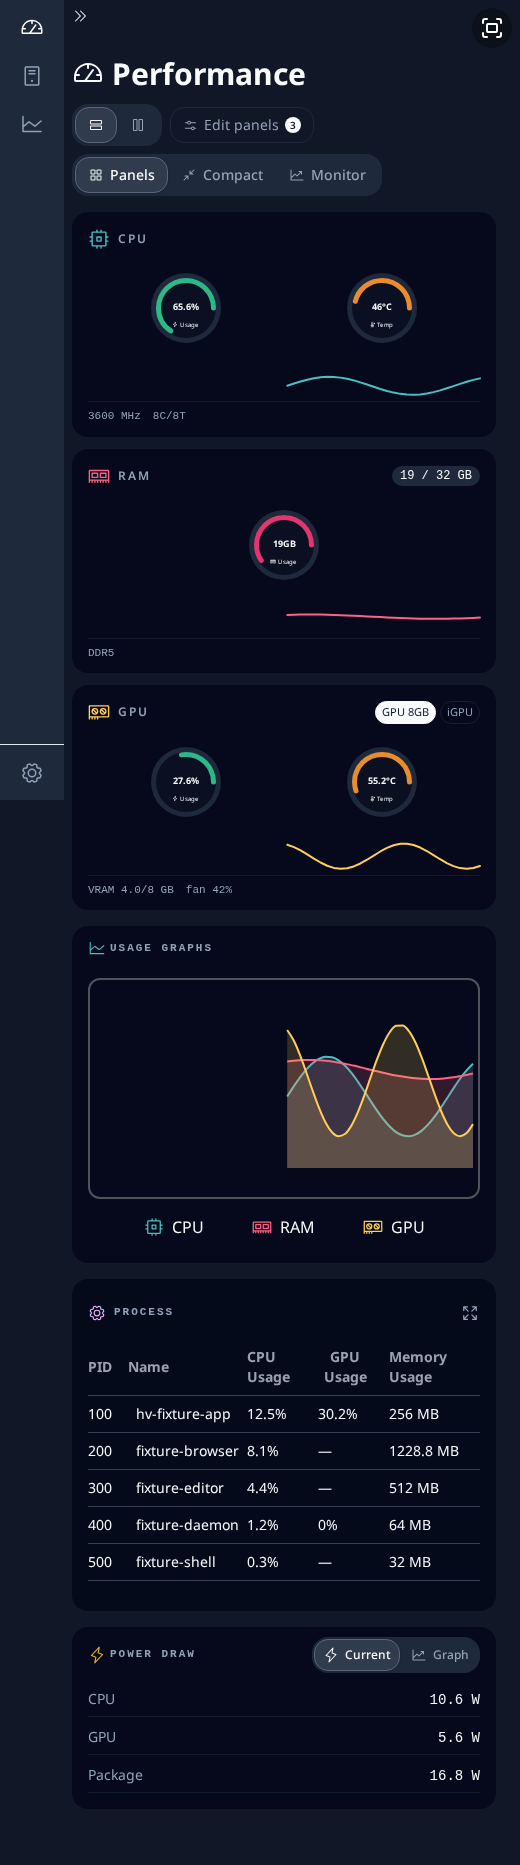 Performance
Edit panels 3
Panels Compact Monitor
CPU
65.6% 46°C
Usage Temp
3600 MHz 8C/8T
RAM 19 / 32 GB
19GB
Usage
DDR5
GPU GPU 8GB iGPU
27.6% 55.2°C
Usage Temp
VRAM 4.0/8 GB fan 42%
USAGE GRAPHS
CPU RAM GPU
PROCESS
PID Name CPU Usage GPU Usage Memory Usage
100 hv-fixture-app 12.5% 30.2% 256 MB
200 fixture-browser 8.1% — 1228.8 MB
300 fixture-editor 4.4% — 512 MB
400 fixture-daemon 1.2% 0% 64 MB
500 fixture-shell 0.3% — 32 MB
POWER DRAW Current Graph
CPU 10.6 W
GPU 5.6 W
Package 16.8 W